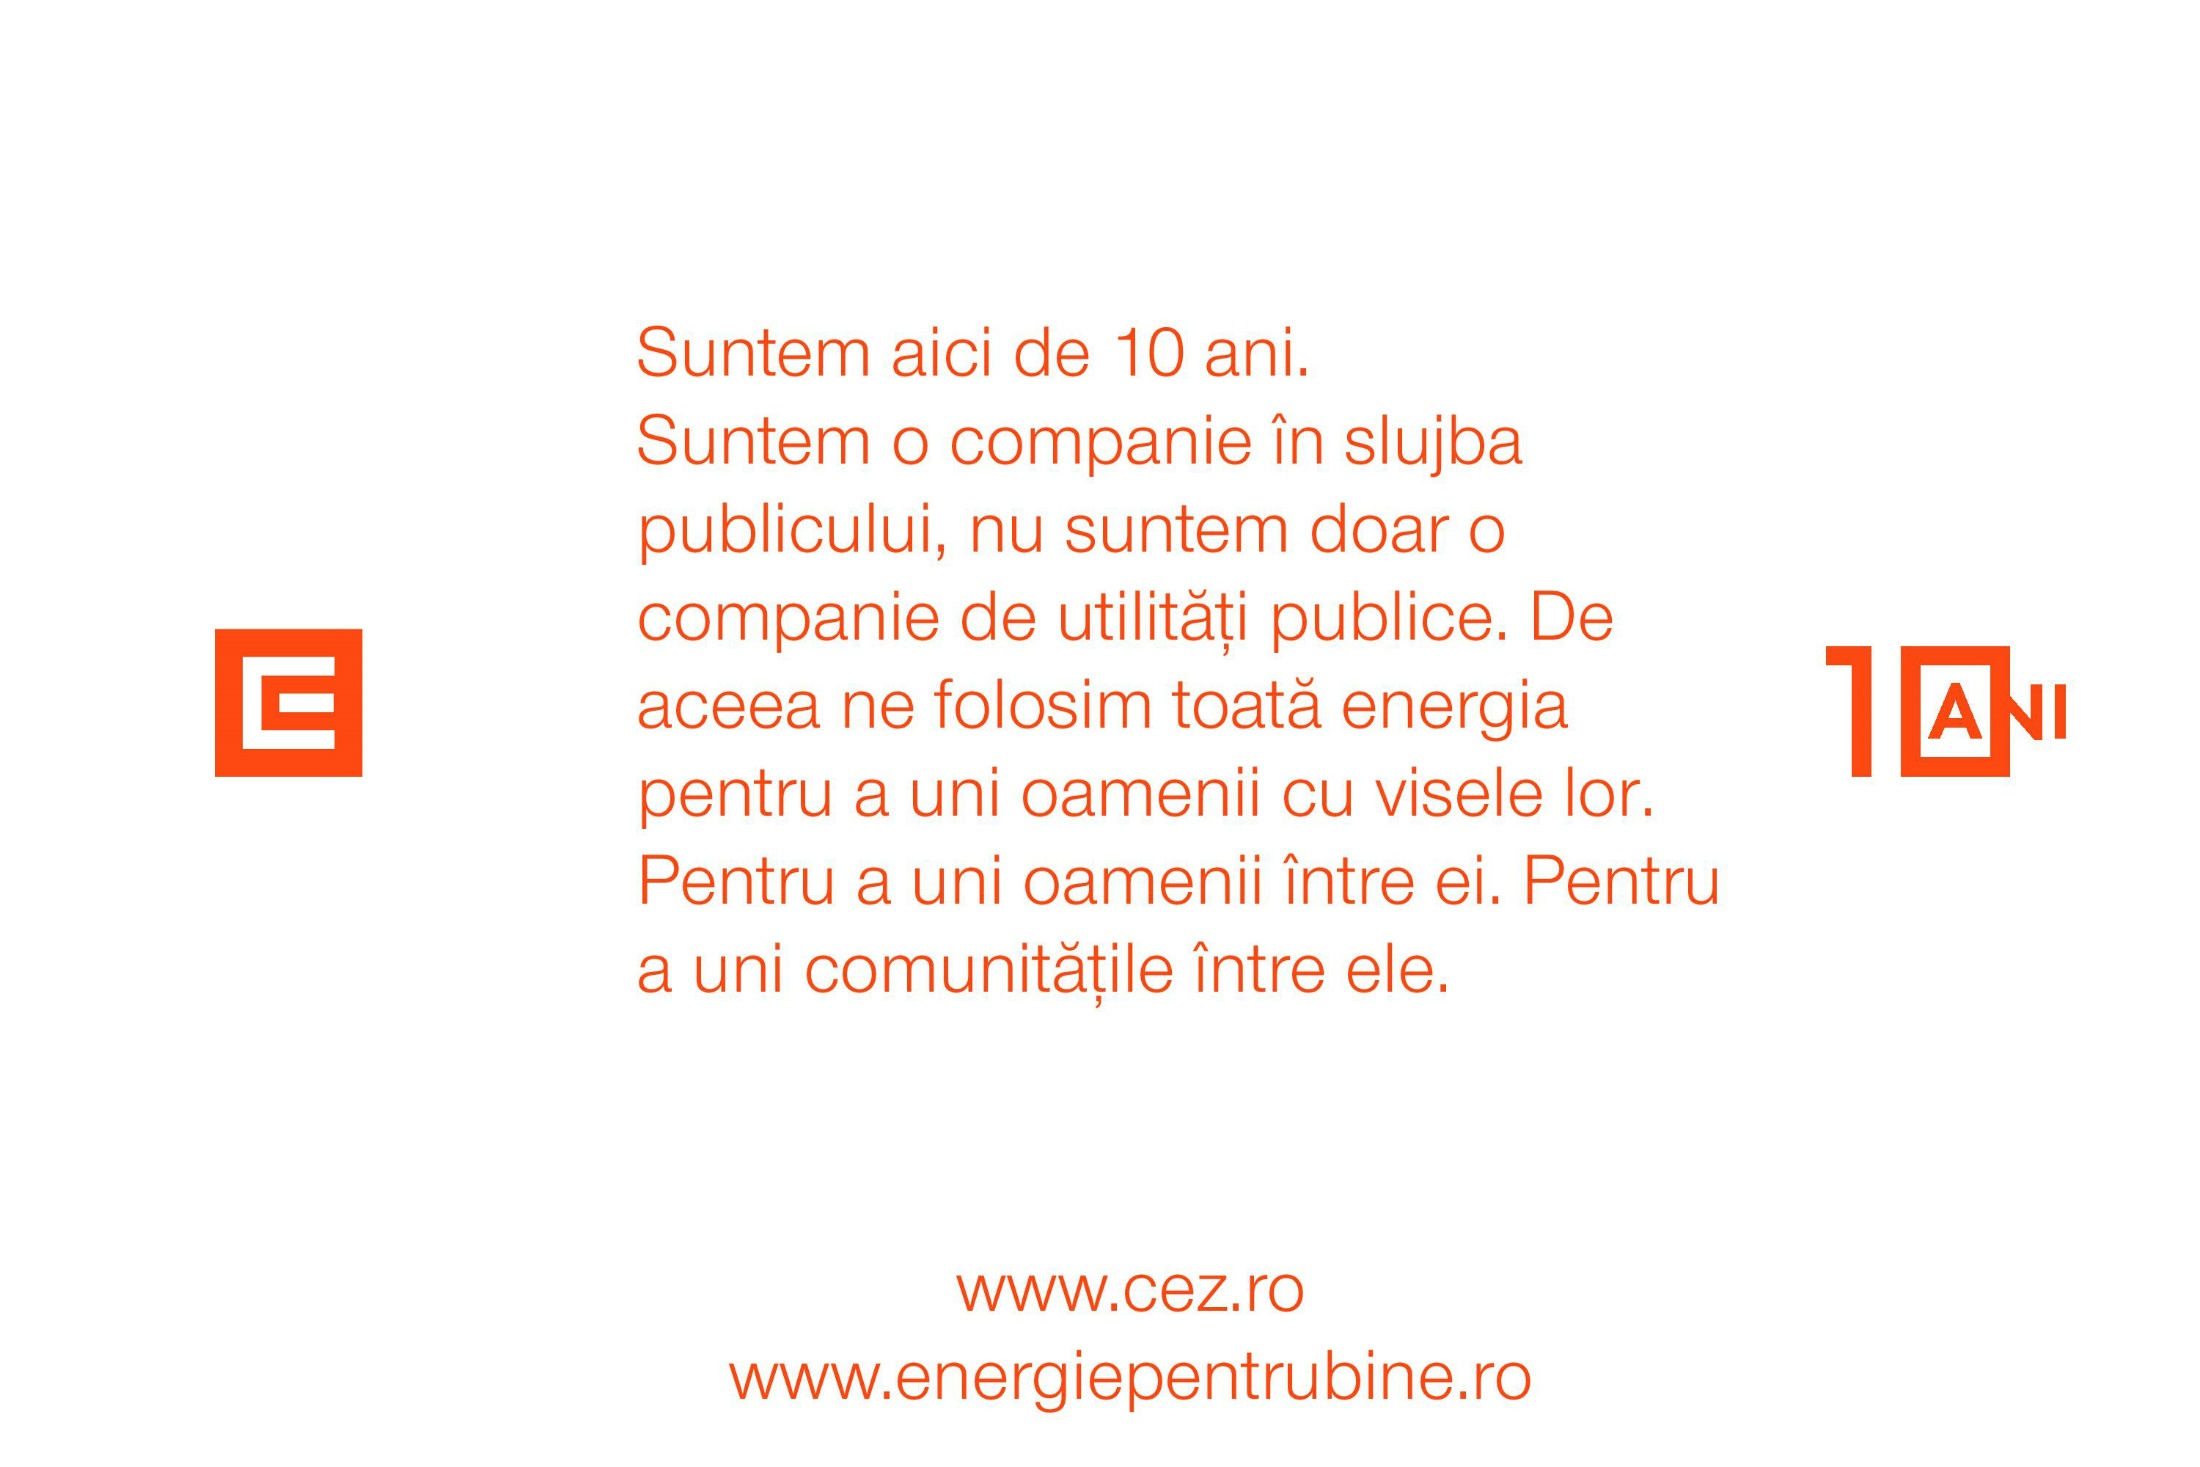 Suntem aici de 10 ani.
Suntem o companie în slujba
publicului, nu suntem doar o
companie de utilități publice. De
aceea ne folosim toată energia
pentru a uni oamenii cu visele lor.
Pentru a uni oamenii între ei. Pentru
a uni comunitățile între ele.
10 ANI
www.cez.ro
www.energiepentrubine.ro